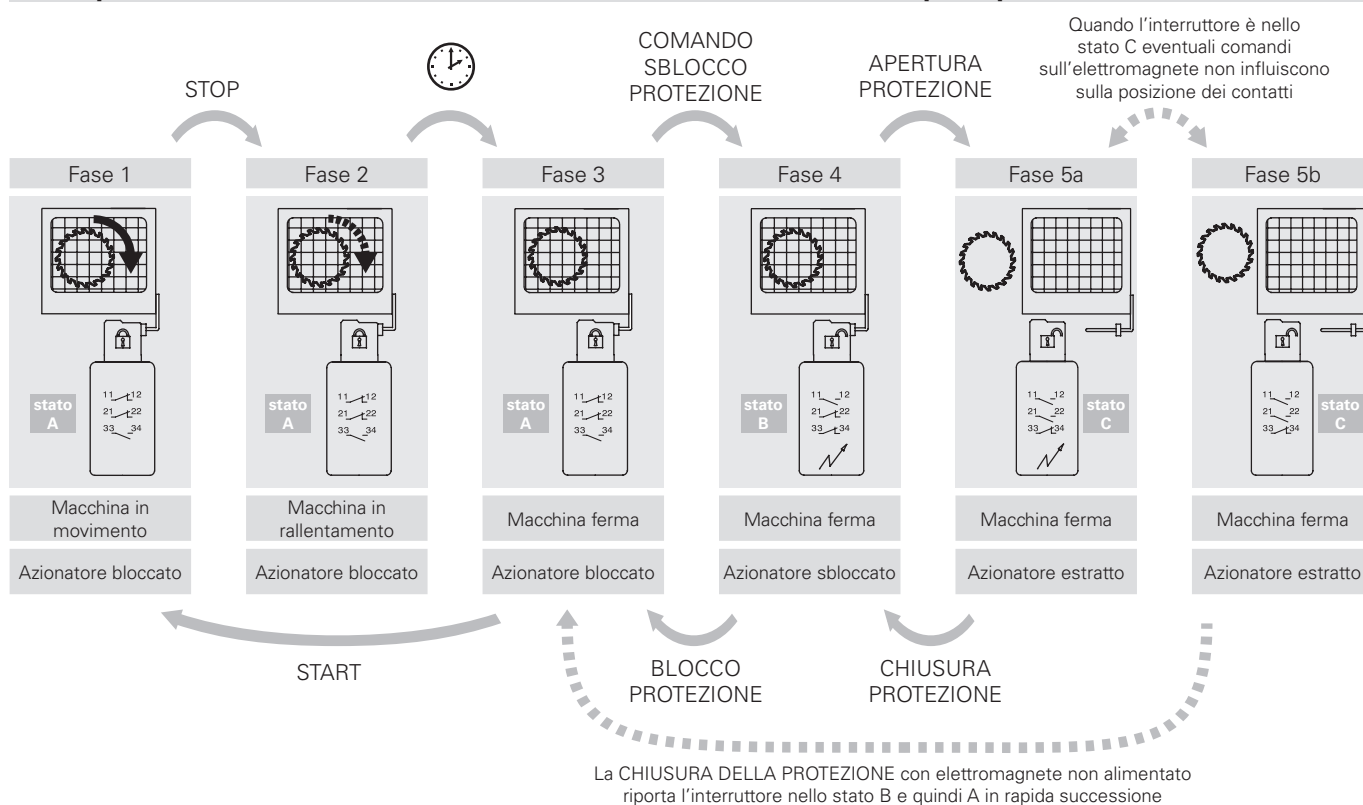 Quando l'interruttore è nello
stato C eventuali comandi
sull'elettromagnete non influiscono
sulla posizione dei contatti
STOP
COMANDO
SBLOCCO
PROTEZIONE
APERTURA
PROTEZIONE
Fase 1
Fase 2
Fase 3
Fase 4
Fase 5a
Fase 5b
stato
A
11 12
21 22
33 34
stato
A
11 12
21 22
33 34
stato
A
11 12
21 22
33 34
stato
B
11 12
21 22
33 34
11 12
21 22
33 34
stato
C
11 12
21 22
33 34
stato
C
Macchina in
movimento
Macchina in
rallentamento
Macchina ferma
Macchina ferma
Macchina ferma
Macchina ferma
Azionatore bloccato
Azionatore bloccato
Azionatore bloccato
Azionatore sbloccato
Azionatore estratto
Azionatore estratto
START
BLOCCO
PROTEZIONE
CHIUSURA
PROTEZIONE
La CHIUSURA DELLA PROTEZIONE con elettromagnete non alimentato
riporta l'interruttore nello stato B e quindi A in rapida successione